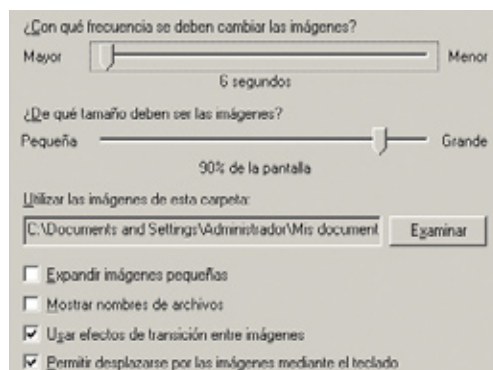 ¿Con qué frecuencia se deben cambiar las imágenes?
Mayor Menor
6 segundos
¿De qué tamaño deben ser las imágenes?
Pequeña Grande
90% de la pantalla
Utilizar las imágenes de esta carpeta:
C:\Documents and Settings\Administrador\Mis document Examinar
Expandir imágenes pequeñas
Mostrar nombres de archivos
Usar efectos de transición entre imágenes
Permitir desplazarse por las imágenes mediante el teclado